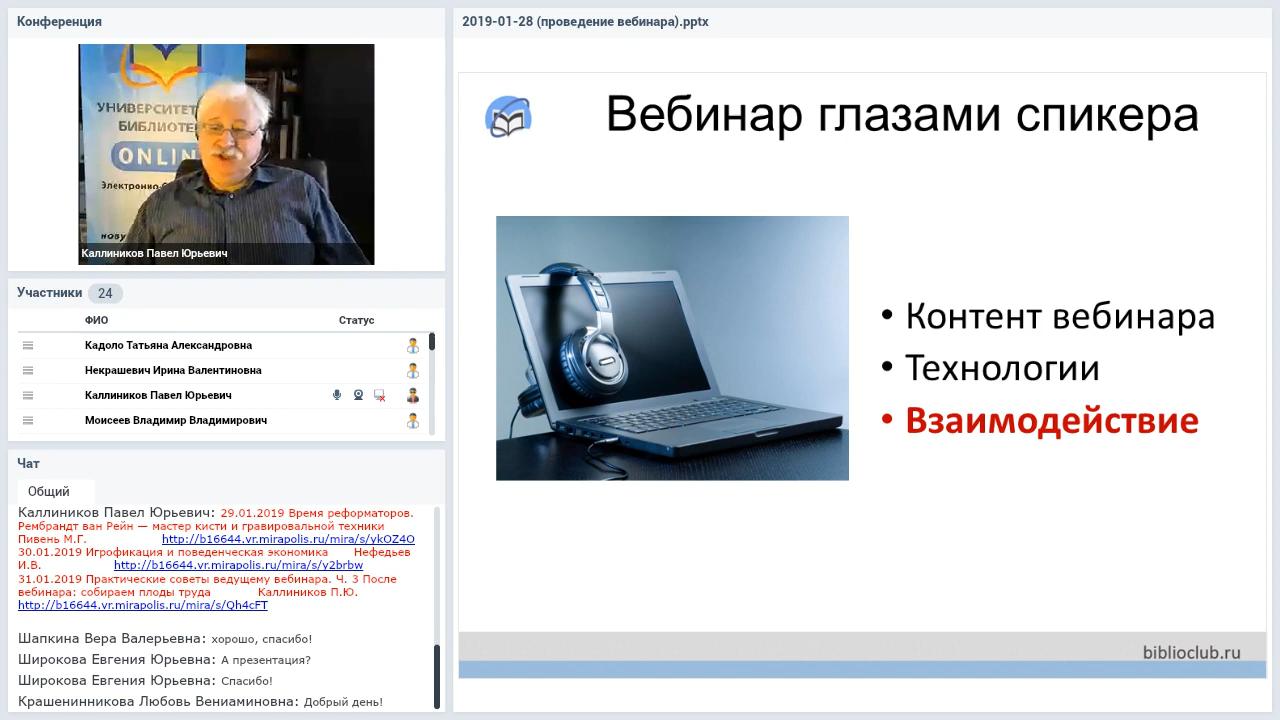 Конференция
УНИВЕРСИТЕТ
БИБЛИОТЕ
ONLIN
Электронно-
нову
Каллиников Павел Юрьевич
Участники 24
ФИО Статус
Кадоло Татьяна Александровна
Некрашевич Ирина Валентиновна
Каллиников Павел Юрьевич
Моисеев Владимир Владимирович
Чат
Общий
Каллиников Павел Юрьевич: 29.01.2019 Время реформаторов.
Рембрандт ван Рейн — мастер кисти и гравировальной техники
Пивень М.Г. http://b16644.vr.mirapolis.ru/mira/s/ykOZ4O
30.01.2019 Игрофикация и поведенческая экономика Нефедьев
И.В. http://b16644.vr.mirapolis.ru/mira/s/y2brbw
31.01.2019 Практические советы ведущему вебинара. Ч. 3 После
вебинара: собираем плоды труда Каллиников П.Ю.
http://b16644.vr.mirapolis.ru/mira/s/Qh4cFT
Шапкина Вера Валерьевна: хорошо, спасибо!
Широкова Евгения Юрьевна: А презентация?
Широкова Евгения Юрьевна: Спасибо!
Крашенинникова Любовь Вениаминовна: Добрый день!
2019-01-28 (проведение вебинара).pptx
Вебинар глазами спикера
• Контент вебинара
• Технологии
• Взаимодействие
biblioclub.ru